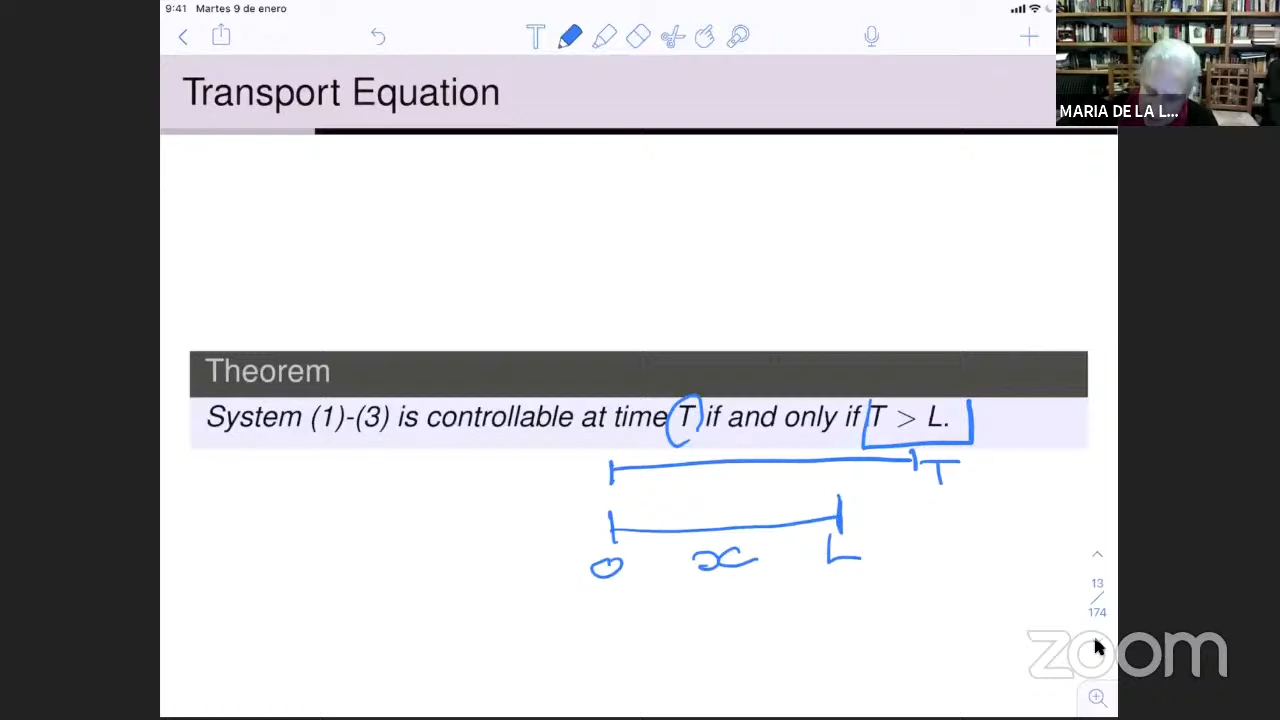 9:41 Martes 9 de enero
Transport Equation
MARIA DE LA L...
Theorem
System (1)-(3) is controllable at time T if and only if T > L.
T
0 x L
13
174
zoom